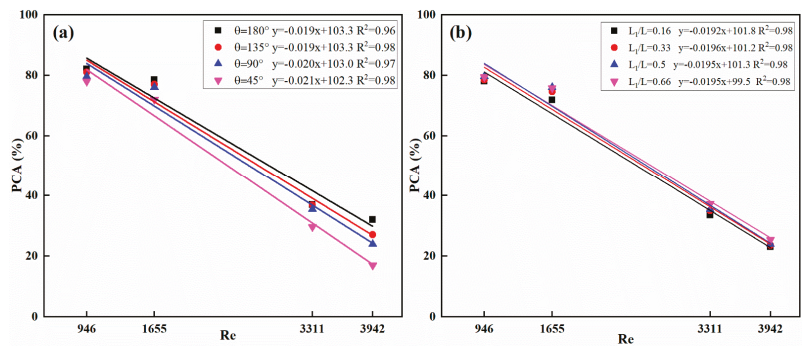 (a)
θ=180° y=-0.019x+103.3 R²=0.96
θ=135° y=-0.019x+103.3 R²=0.98
θ=90° y=-0.020x+103.0 R²=0.97
θ=45° y=-0.021x+102.3 R²=0.98
PCA (%)
100
80
60
40
20
0
946
1655
3311
3942
Re
(b)
L₁/L=0.16 y=-0.0192x+101.8 R²=0.98
L₁/L=0.33 y=-0.0196x+101.2 R²=0.98
L₁/L=0.5 y=-0.0195x+101.3 R²=0.98
L₁/L=0.66 y=-0.0195x+99.5 R²=0.98
PCA (%)
100
80
60
40
20
0
946
1655
3311
3942
Re